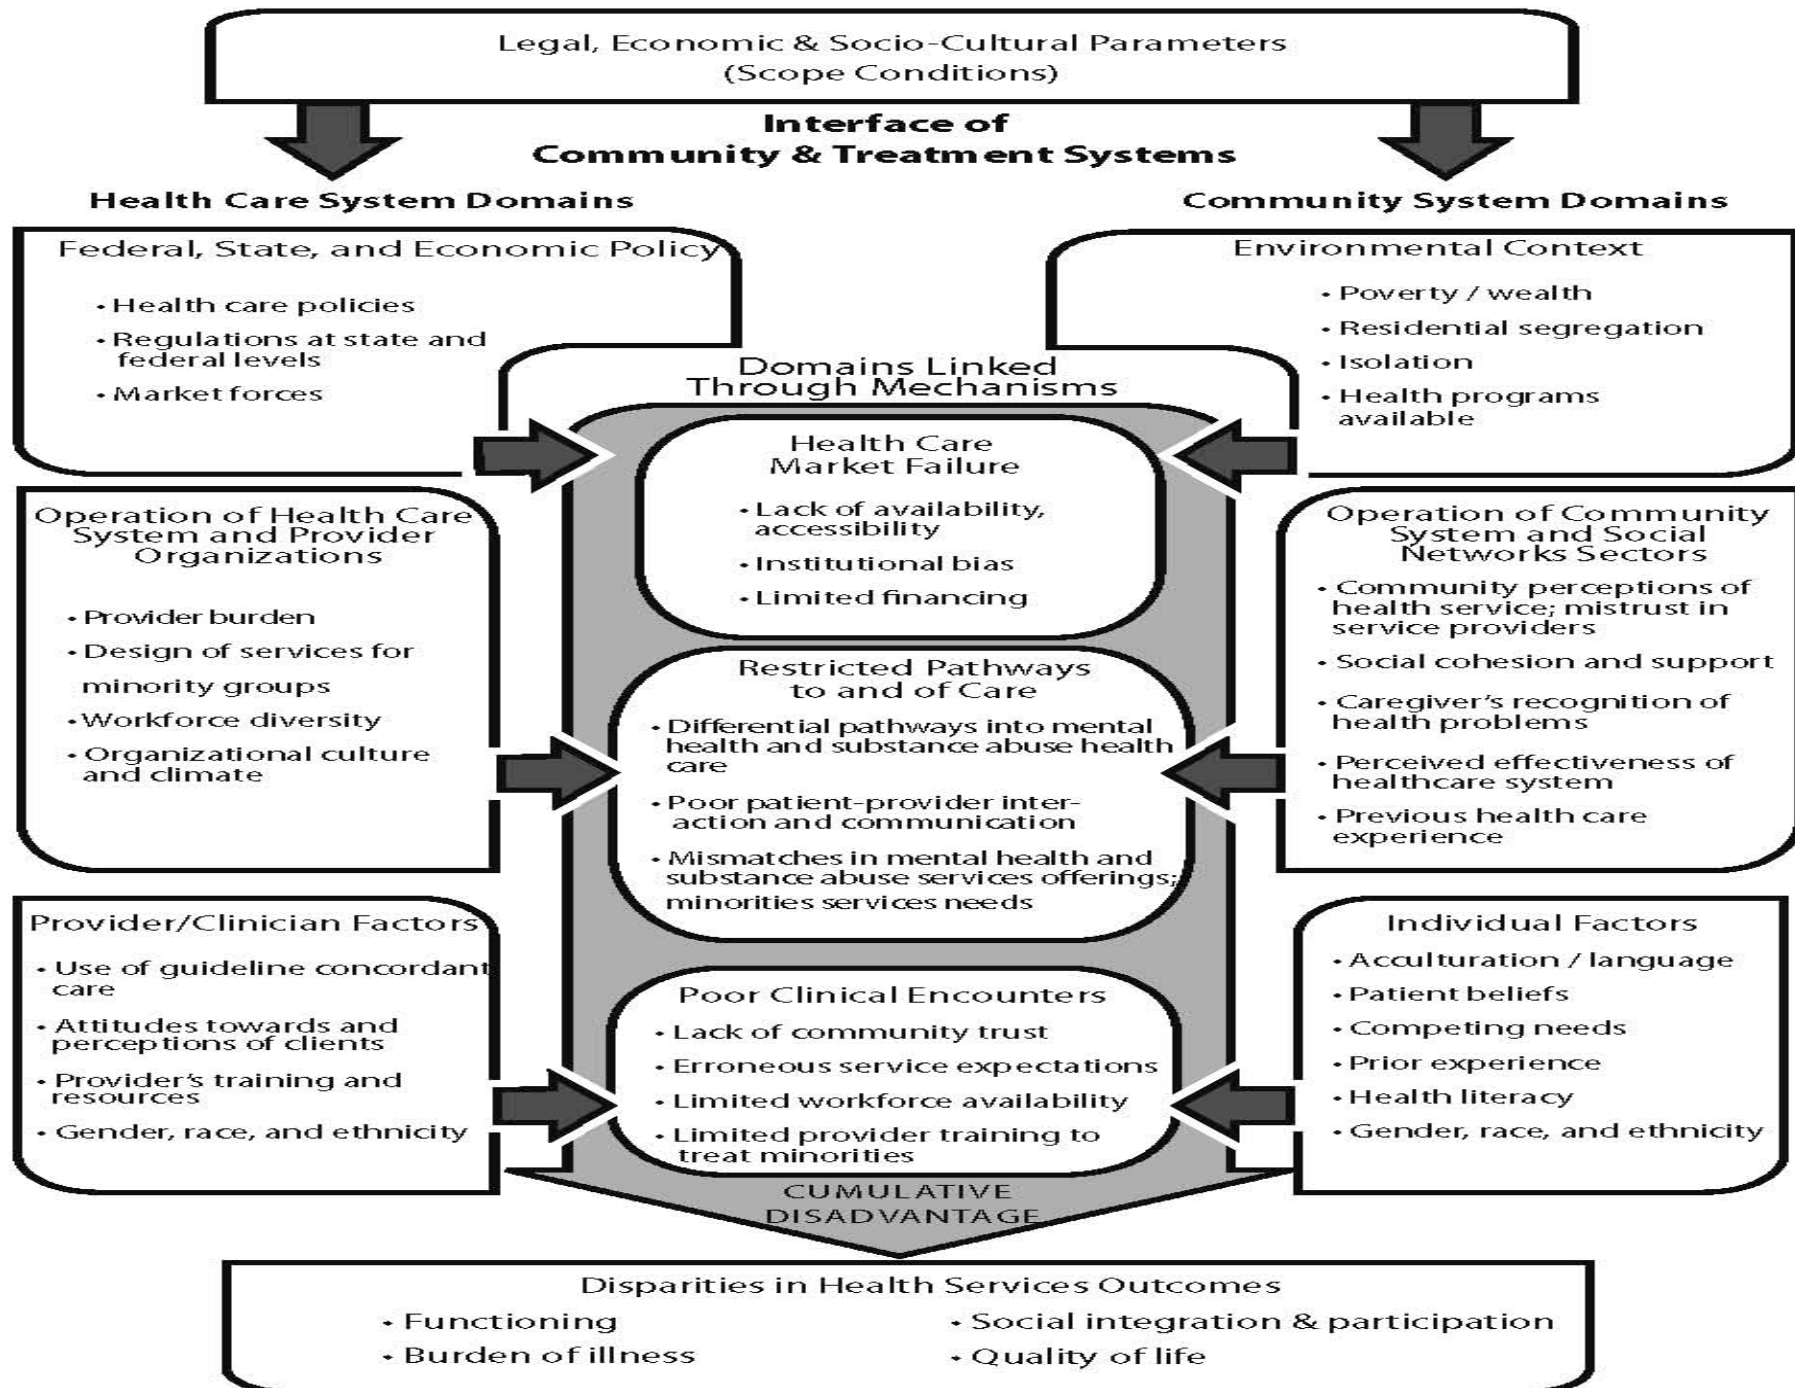 Legal, Economic & Socio-Cultural Parameters
(Scope Conditions)
Interface of
Community & Treatment Systems
Health Care System Domains
Community System Domains
Federal, State, and Economic Policy
• Health care policies
• Regulations at state and
federal levels
• Market forces
Environmental Context
• Poverty / wealth
• Residential segregation
• Isolation
• Health programs
available
Domains Linked
Through Mechanisms
Health Care
Market Failure
• Lack of availability,
accessibility
• Institutional bias
• Limited financing
Operation of Health Care
System and Provider
Organizations
• Provider burden
• Design of services for
minority groups
• Workforce diversity
• Organizational culture
and climate
Operation of Community
System and Social
Networks Sectors
• Community perceptions of
health service; mistrust in
service providers
• Social cohesion and support
• Caregiver's recognition of
health problems
• Perceived effectiveness of
healthcare system
• Previous health care
experience
Restricted Pathways
to and of Care
• Differential pathways into mental
health and substance abuse health
care
• Poor patient-provider inter-
action and communication
• Mismatches in mental health and
substance abuse services offerings;
minorities services needs
Provider/Clinician Factors
• Use of guideline concordant
care
• Attitudes towards and
perceptions of clients
• Provider's training and
resources
• Gender, race, and ethnicity
Poor Clinical Encounters
• Lack of community trust
• Erroneous service expectations
• Limited workforce availability
• Limited provider training to
treat minorities
Individual Factors
• Acculturation / language
• Patient beliefs
• Competing needs
• Prior experience
• Health literacy
• Gender, race, and ethnicity
CUMULATIVE
DISADVANTAGE
Disparities in Health Services Outcomes
• Functioning
• Burden of illness
• Social integration & participation
• Quality of life